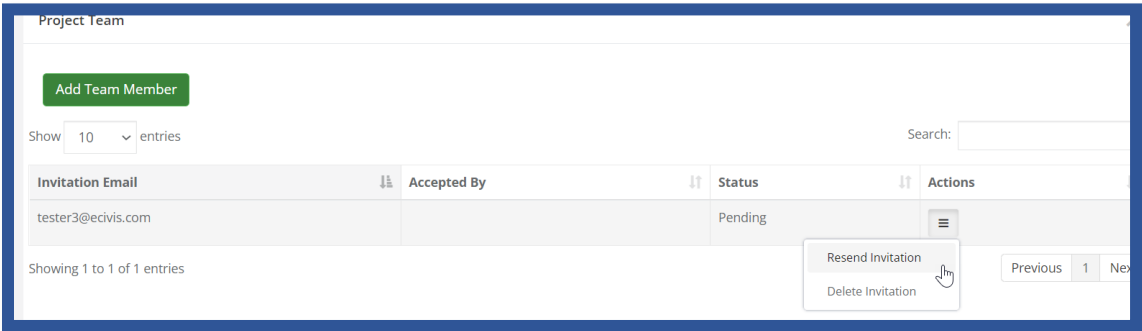 Project Team
Add Team Member
Show 10 entries Search:
Invitation Email Accepted By Status Actions
tester3@ecivis.com Pending
Resend Invitation
Showing 1 to 1 of 1 entries Previous 1 Nex
Delete Invitation